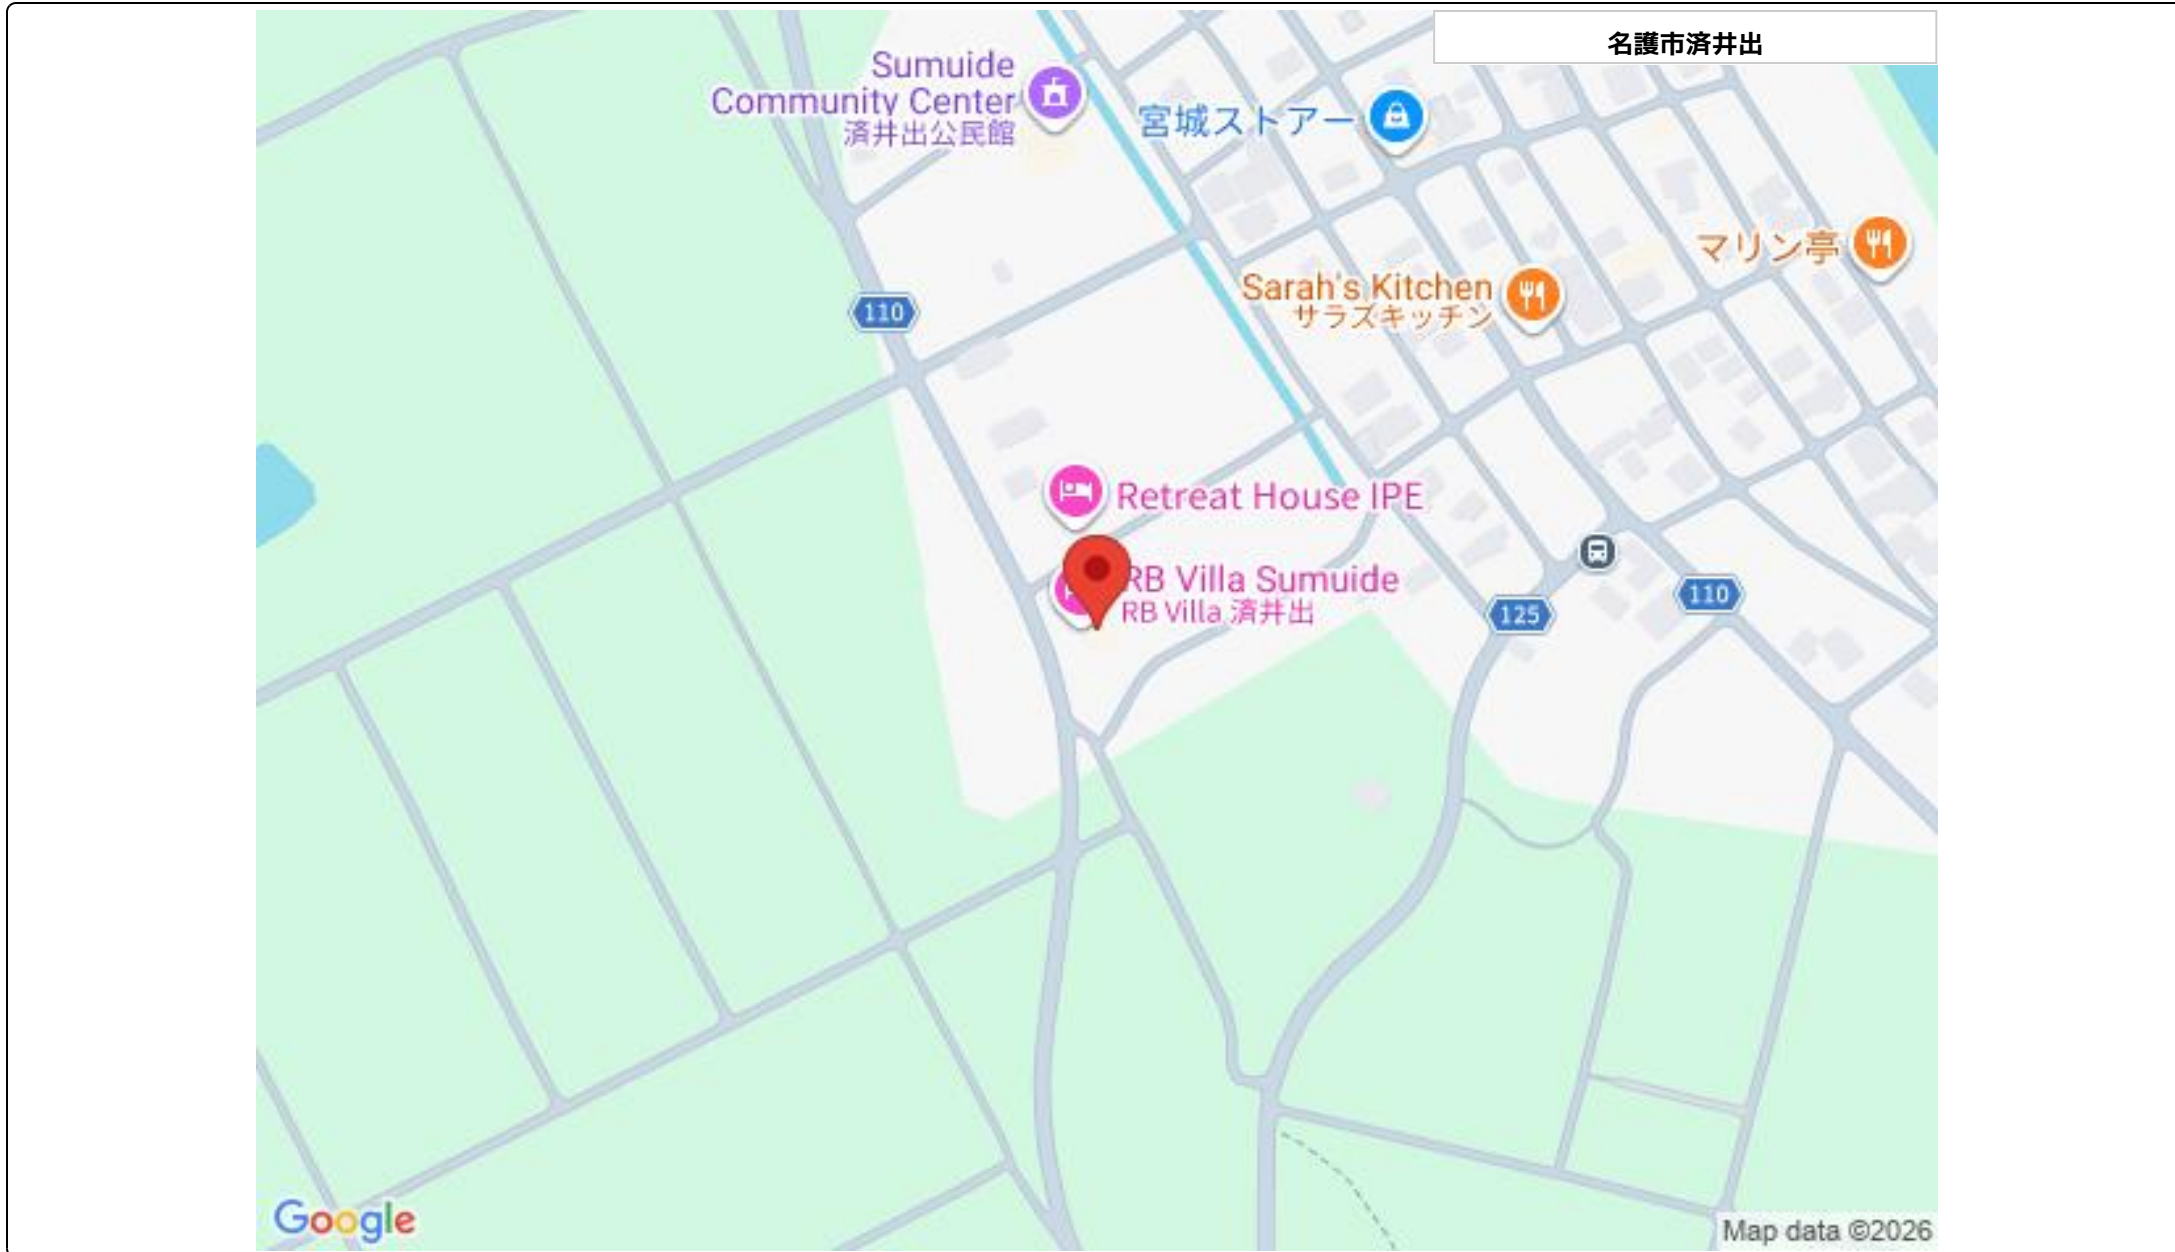 名護市済井出
Sumuide
Community Center
済井出公民館
宮城ストアー
マリン亭
Sarah's Kitchen
サラズキッチン
110
Retreat House IPE
RB Villa Sumuide
RB Villa 済井出
125
110
Google
Map data ©2026